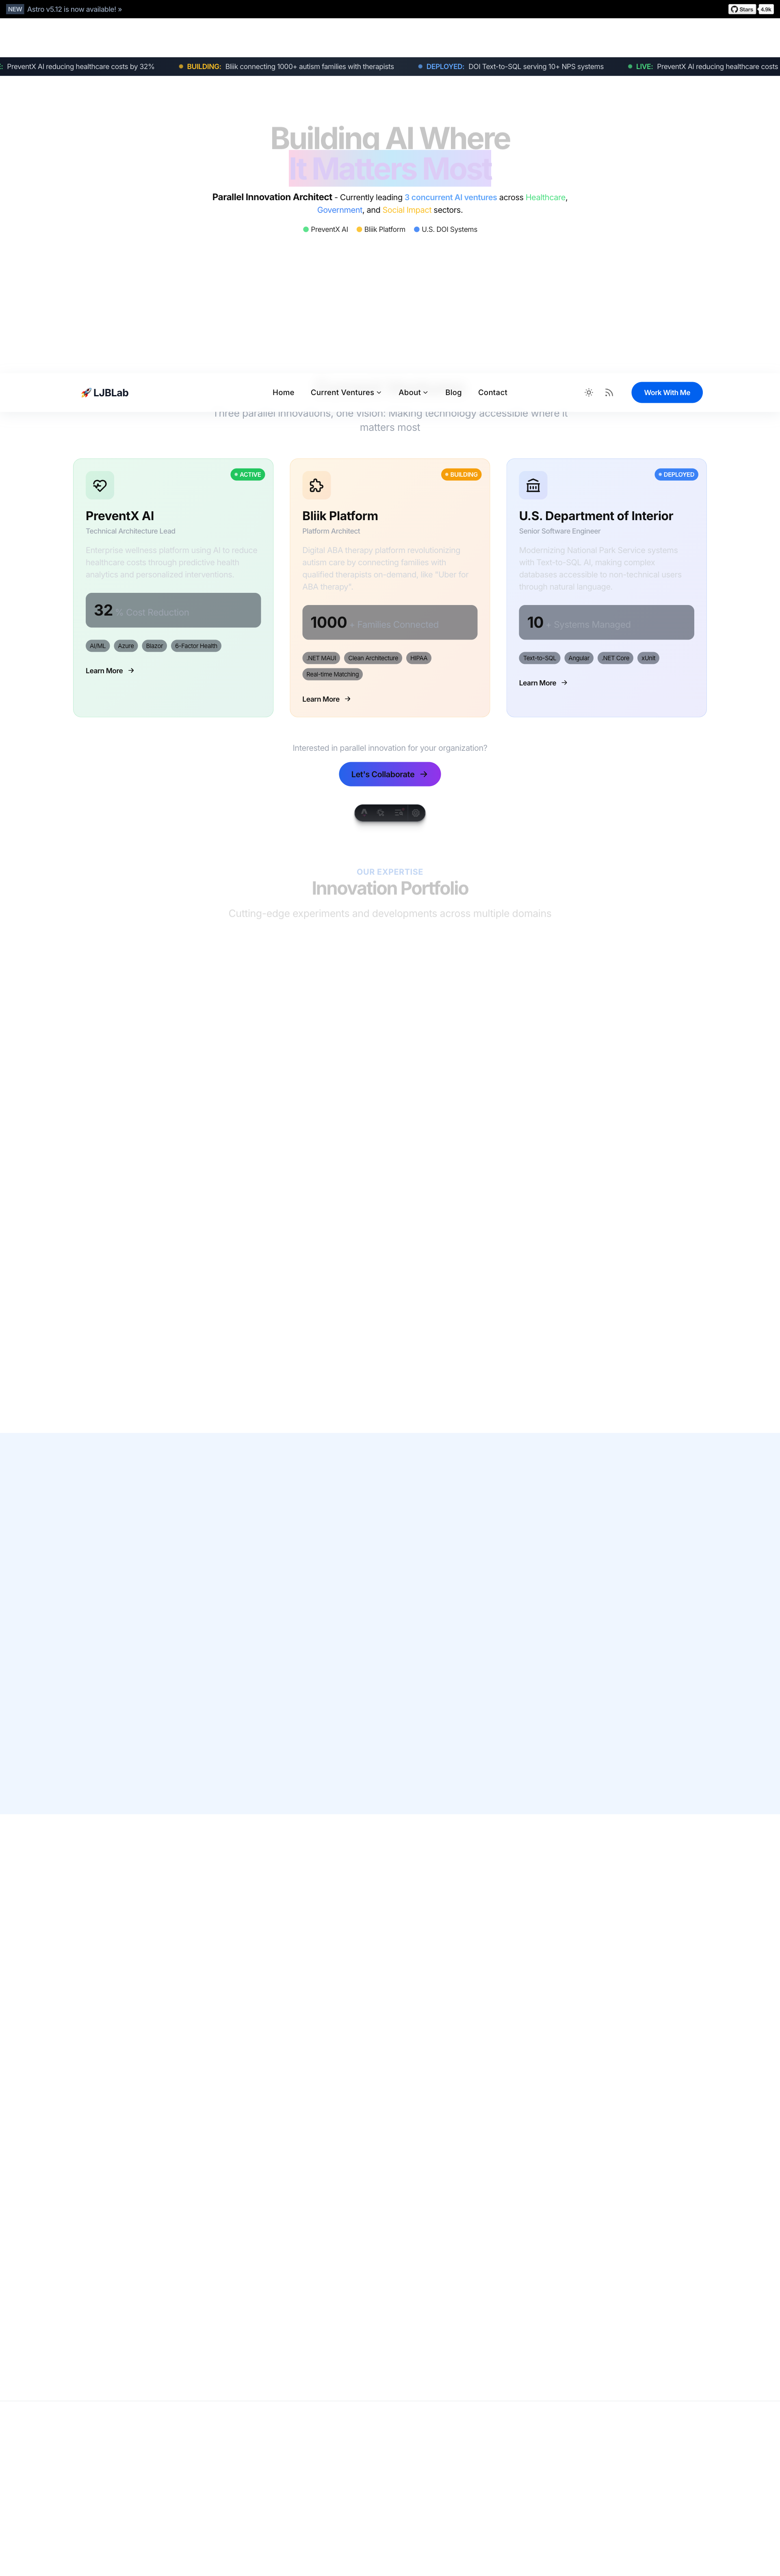 NEW Astro v5.12 is now available! »
Stars 4.9k
PreventX AI reducing healthcare costs by 32% BUILDING: Bliik connecting 1000+ autism families with therapists DEPLOYED: DOI Text-to-SQL serving 10+ NPS systems LIVE: PreventX AI reducing healthcare costs
Building AI Where
It Matters Most
Parallel Innovation Architect - Currently leading 3 concurrent AI ventures across Healthcare,
Government, and Social Impact sectors.
PreventX AI Bliik Platform U.S. DOI Systems
LJBLab Home Current Ventures About Blog Contact Work With Me
Three parallel innovations, one vision: Making technology accessible where it
matters most
ACTIVE
PreventX AI
Technical Architecture Lead
Enterprise wellness platform using AI to reduce
healthcare costs through predictive health
analytics and personalized interventions.
32 % Cost Reduction
AI/ML Azure Blazor 6-Factor Health
Learn More
BUILDING
Bliik Platform
Platform Architect
Digital ABA therapy platform revolutionizing
autism care by connecting families with
qualified therapists on-demand, like "Uber for
ABA therapy".
1000 + Families Connected
.NET MAUI Clean Architecture HIPAA
Real-time Matching
Learn More
DEPLOYED
U.S. Department of Interior
Senior Software Engineer
Modernizing National Park Service systems
with Text-to-SQL AI, making complex
databases accessible to non-technical users
through natural language.
10 + Systems Managed
Text-to-SQL Angular .NET Core xUnit
Learn More
Interested in parallel innovation for your organization?
Let's Collaborate
OUR EXPERTISE
Innovation Portfolio
Cutting-edge experiments and developments across multiple domains